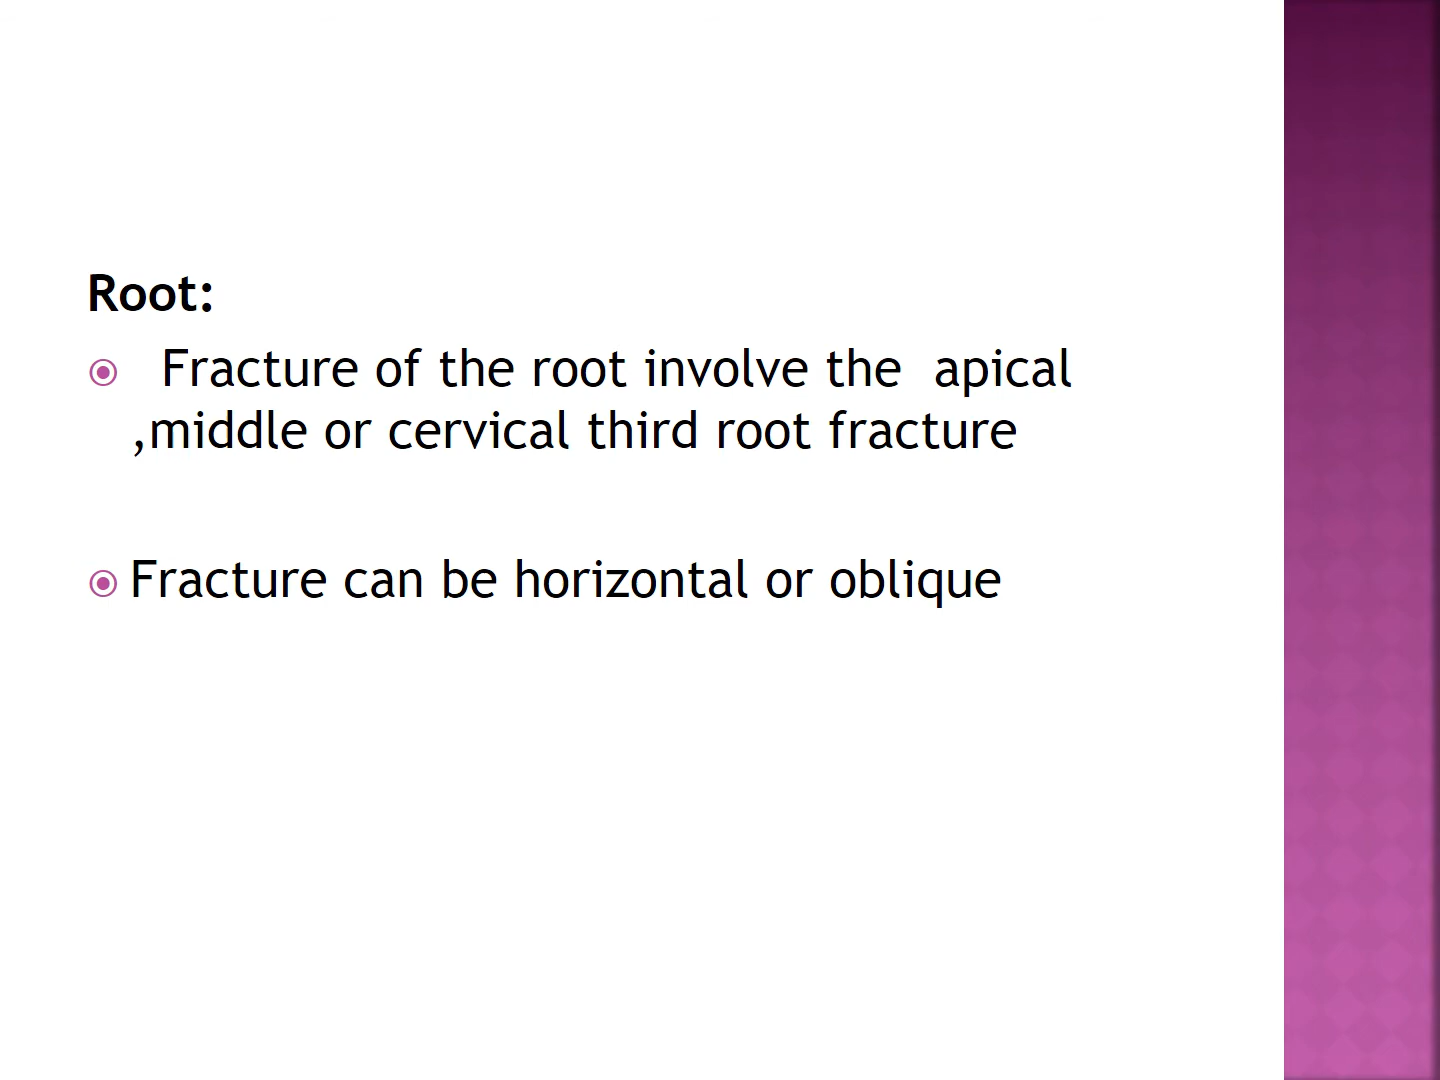 Root:
Fracture of the root involve the  apical
,middle or cervical third root fracture
Fracture can be horizontal or oblique